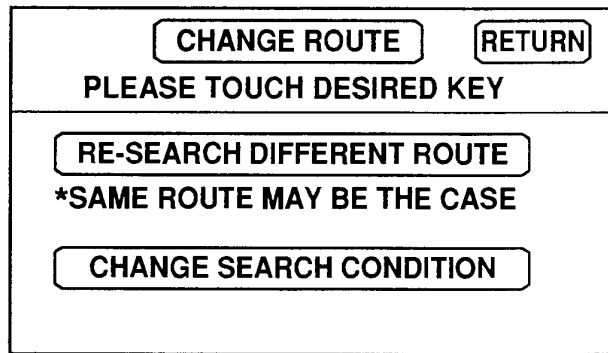 CHANGE ROUTE RETURN
PLEASE TOUCH DESIRED KEY
RE-SEARCH DIFFERENT ROUTE
*SAME ROUTE MAY BE THE CASE
CHANGE SEARCH CONDITION